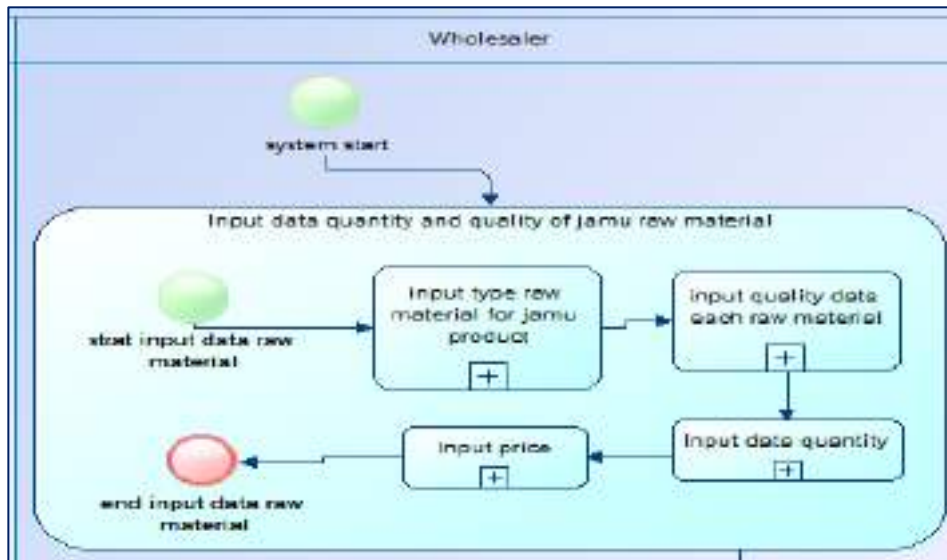 Wholesaler
system start
Input data quantity and quality of jamu raw material
Input type raw
material for jamu
product
input quality data
each raw material
strat input data raw
material
Input price
Input data quantity
end input data raw
material